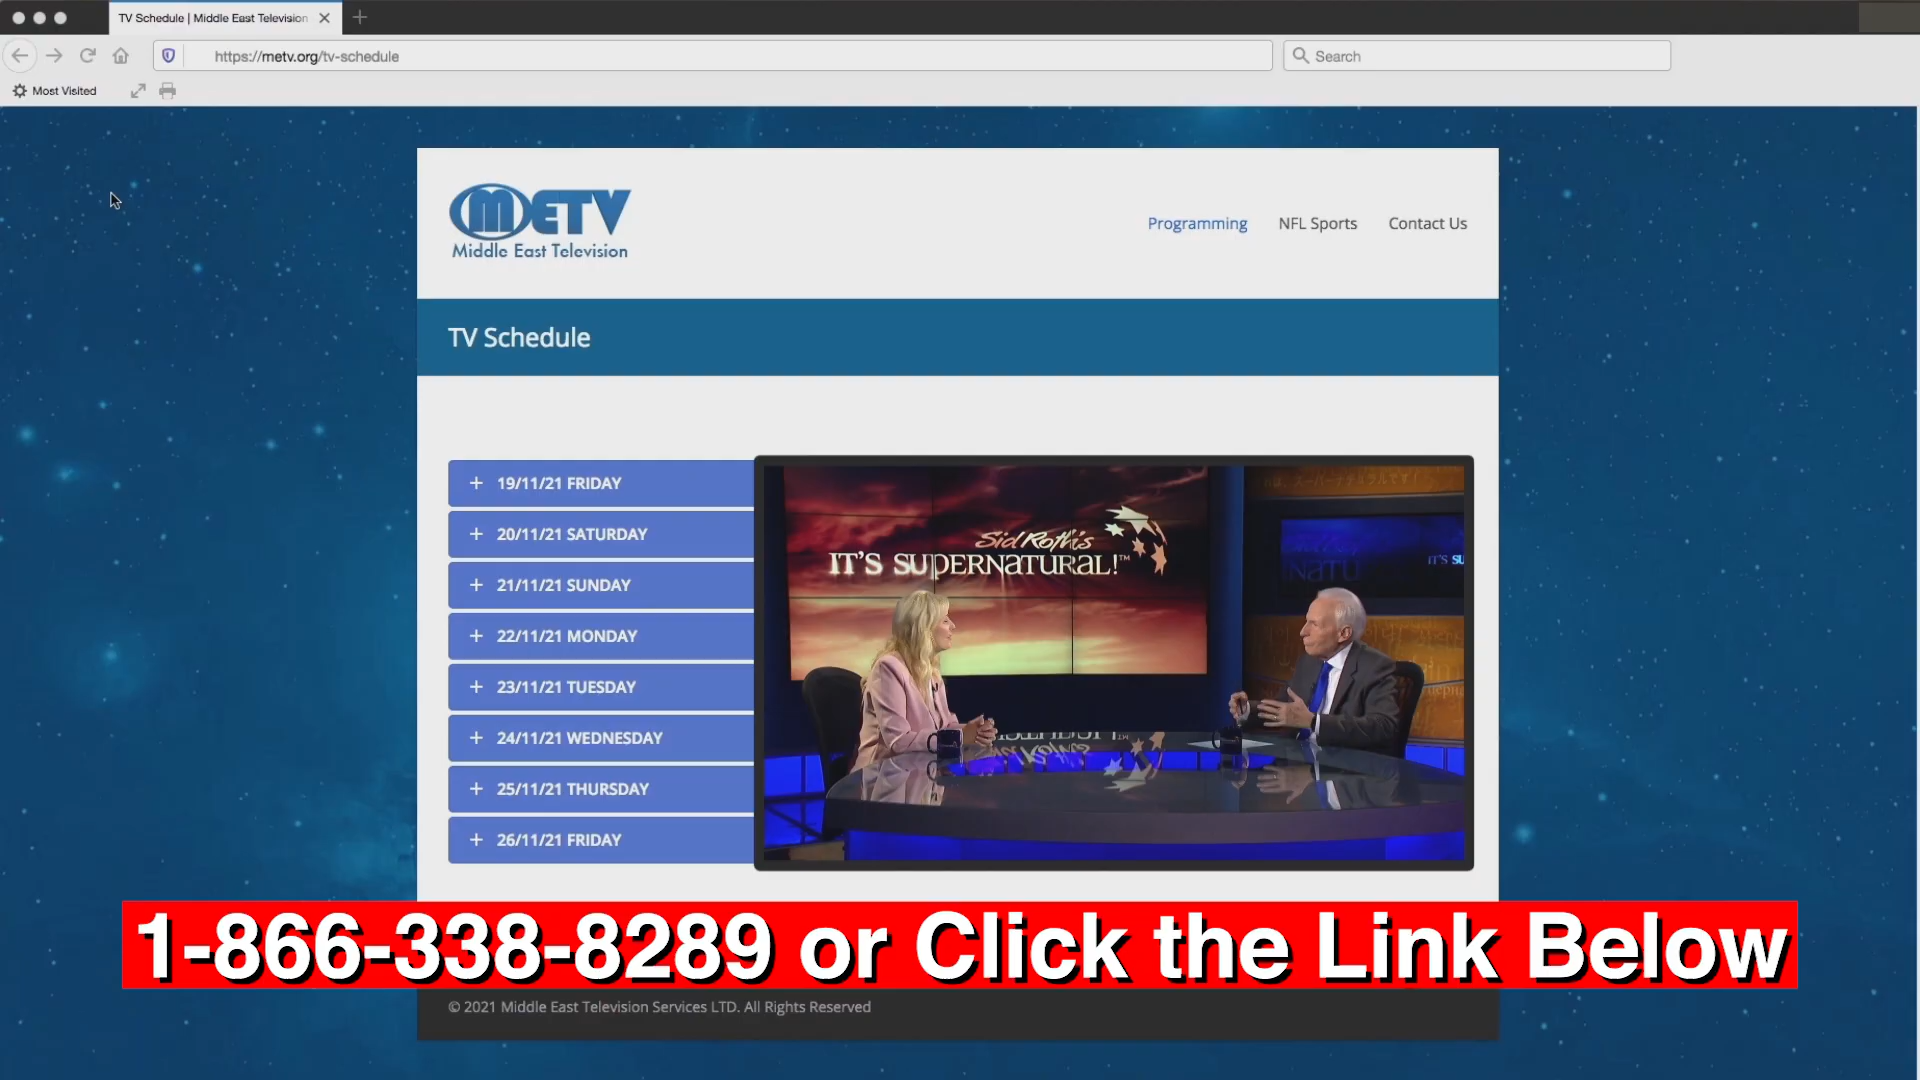 TV Schedule | Middle East Television
https://metv.org/tv-schedule
Search
Most Visited
METV
Middle East Television
Programming NFL Sports Contact Us
TV Schedule
+ 19/11/21 FRIDAY
+ 20/11/21 SATURDAY
+ 21/11/21 SUNDAY
+ 22/11/21 MONDAY
+ 23/11/21 TUESDAY
+ 24/11/21 WEDNESDAY
+ 25/11/21 THURSDAY
+ 26/11/21 FRIDAY
Sid Roth's
IT'S SUPERNATURAL!™
IT'S SU
1-866-338-8289 or Click the Link Below
© 2021 Middle East Television Services LTD. All Rights Reserved